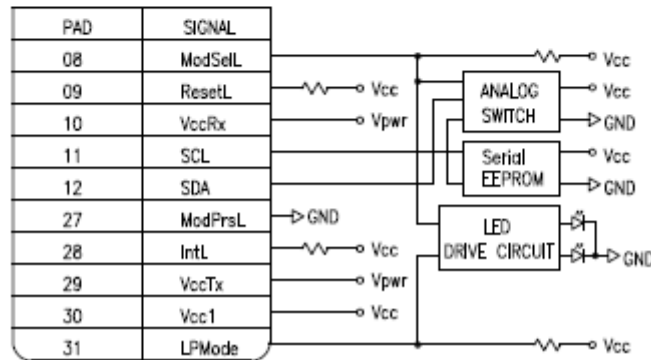 PAD SIGNAL
08 ModSelL Vcc
09 ResetL Vcc
10 VccRx Vpwr
11 SCL
12 SDA
27 ModPrsL GND
28 IntL Vcc
29 VccTx Vpwr
30 Vcc1 Vcc
31 LPMode Vcc
ANALOG
SWITCH
Vcc
GND
Serial
EEPROM
Vcc
GND
LED
DRIVE CIRCUIT
GND